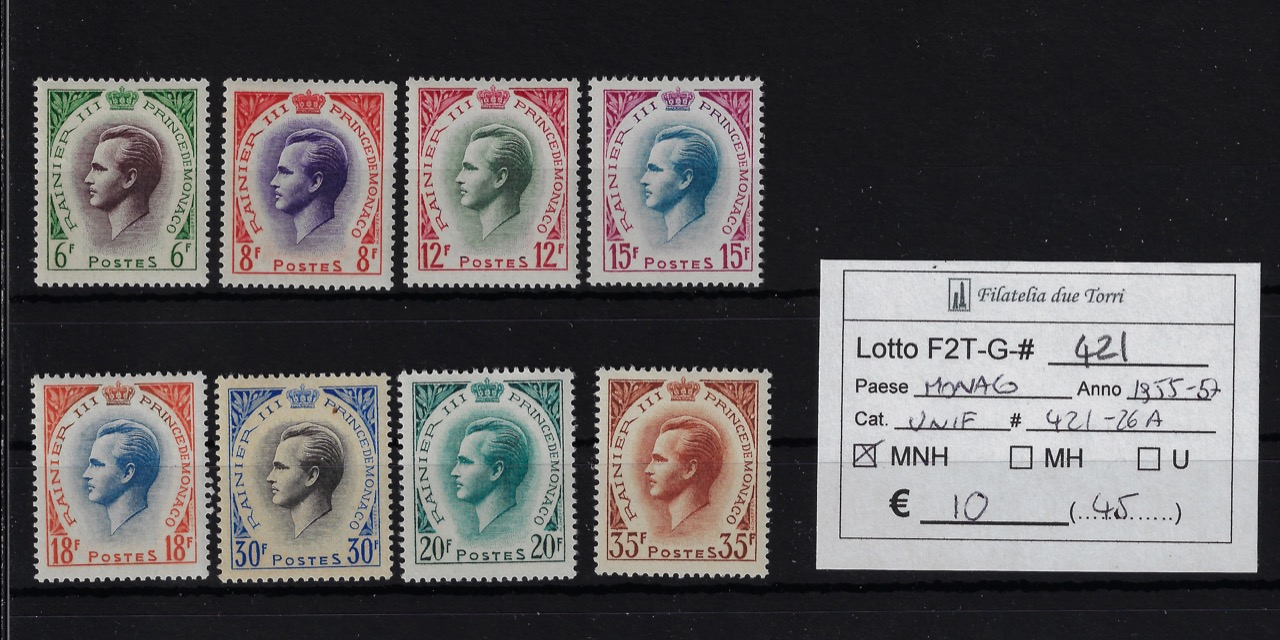 RAINIER III PRINCE DE MONACO
6F POSTES 6F
RAINIER III PRINCE DE MONACO
8F POSTES 8F
RAINIER III PRINCE DE MONACO
12F POSTES 12F
RAINIER III PRINCE DE MONACO
15F POSTES 15F
RAINIER III PRINCE DE MONACO
18F POSTES 18F
RAINIER III PRINCE DE MONACO
30F POSTES 30F
RAINIER III PRINCE DE MONACO
20F POSTES 20F
RAINIER III PRINCE DE MONACO
35F POSTES 35F
Filatelia due Torri
Lotto F2T-G-# 421
Paese MONACO Anno 1955-57
Cat. UNIF # 421-26A
MNH MH U
€ 10 (..45......)